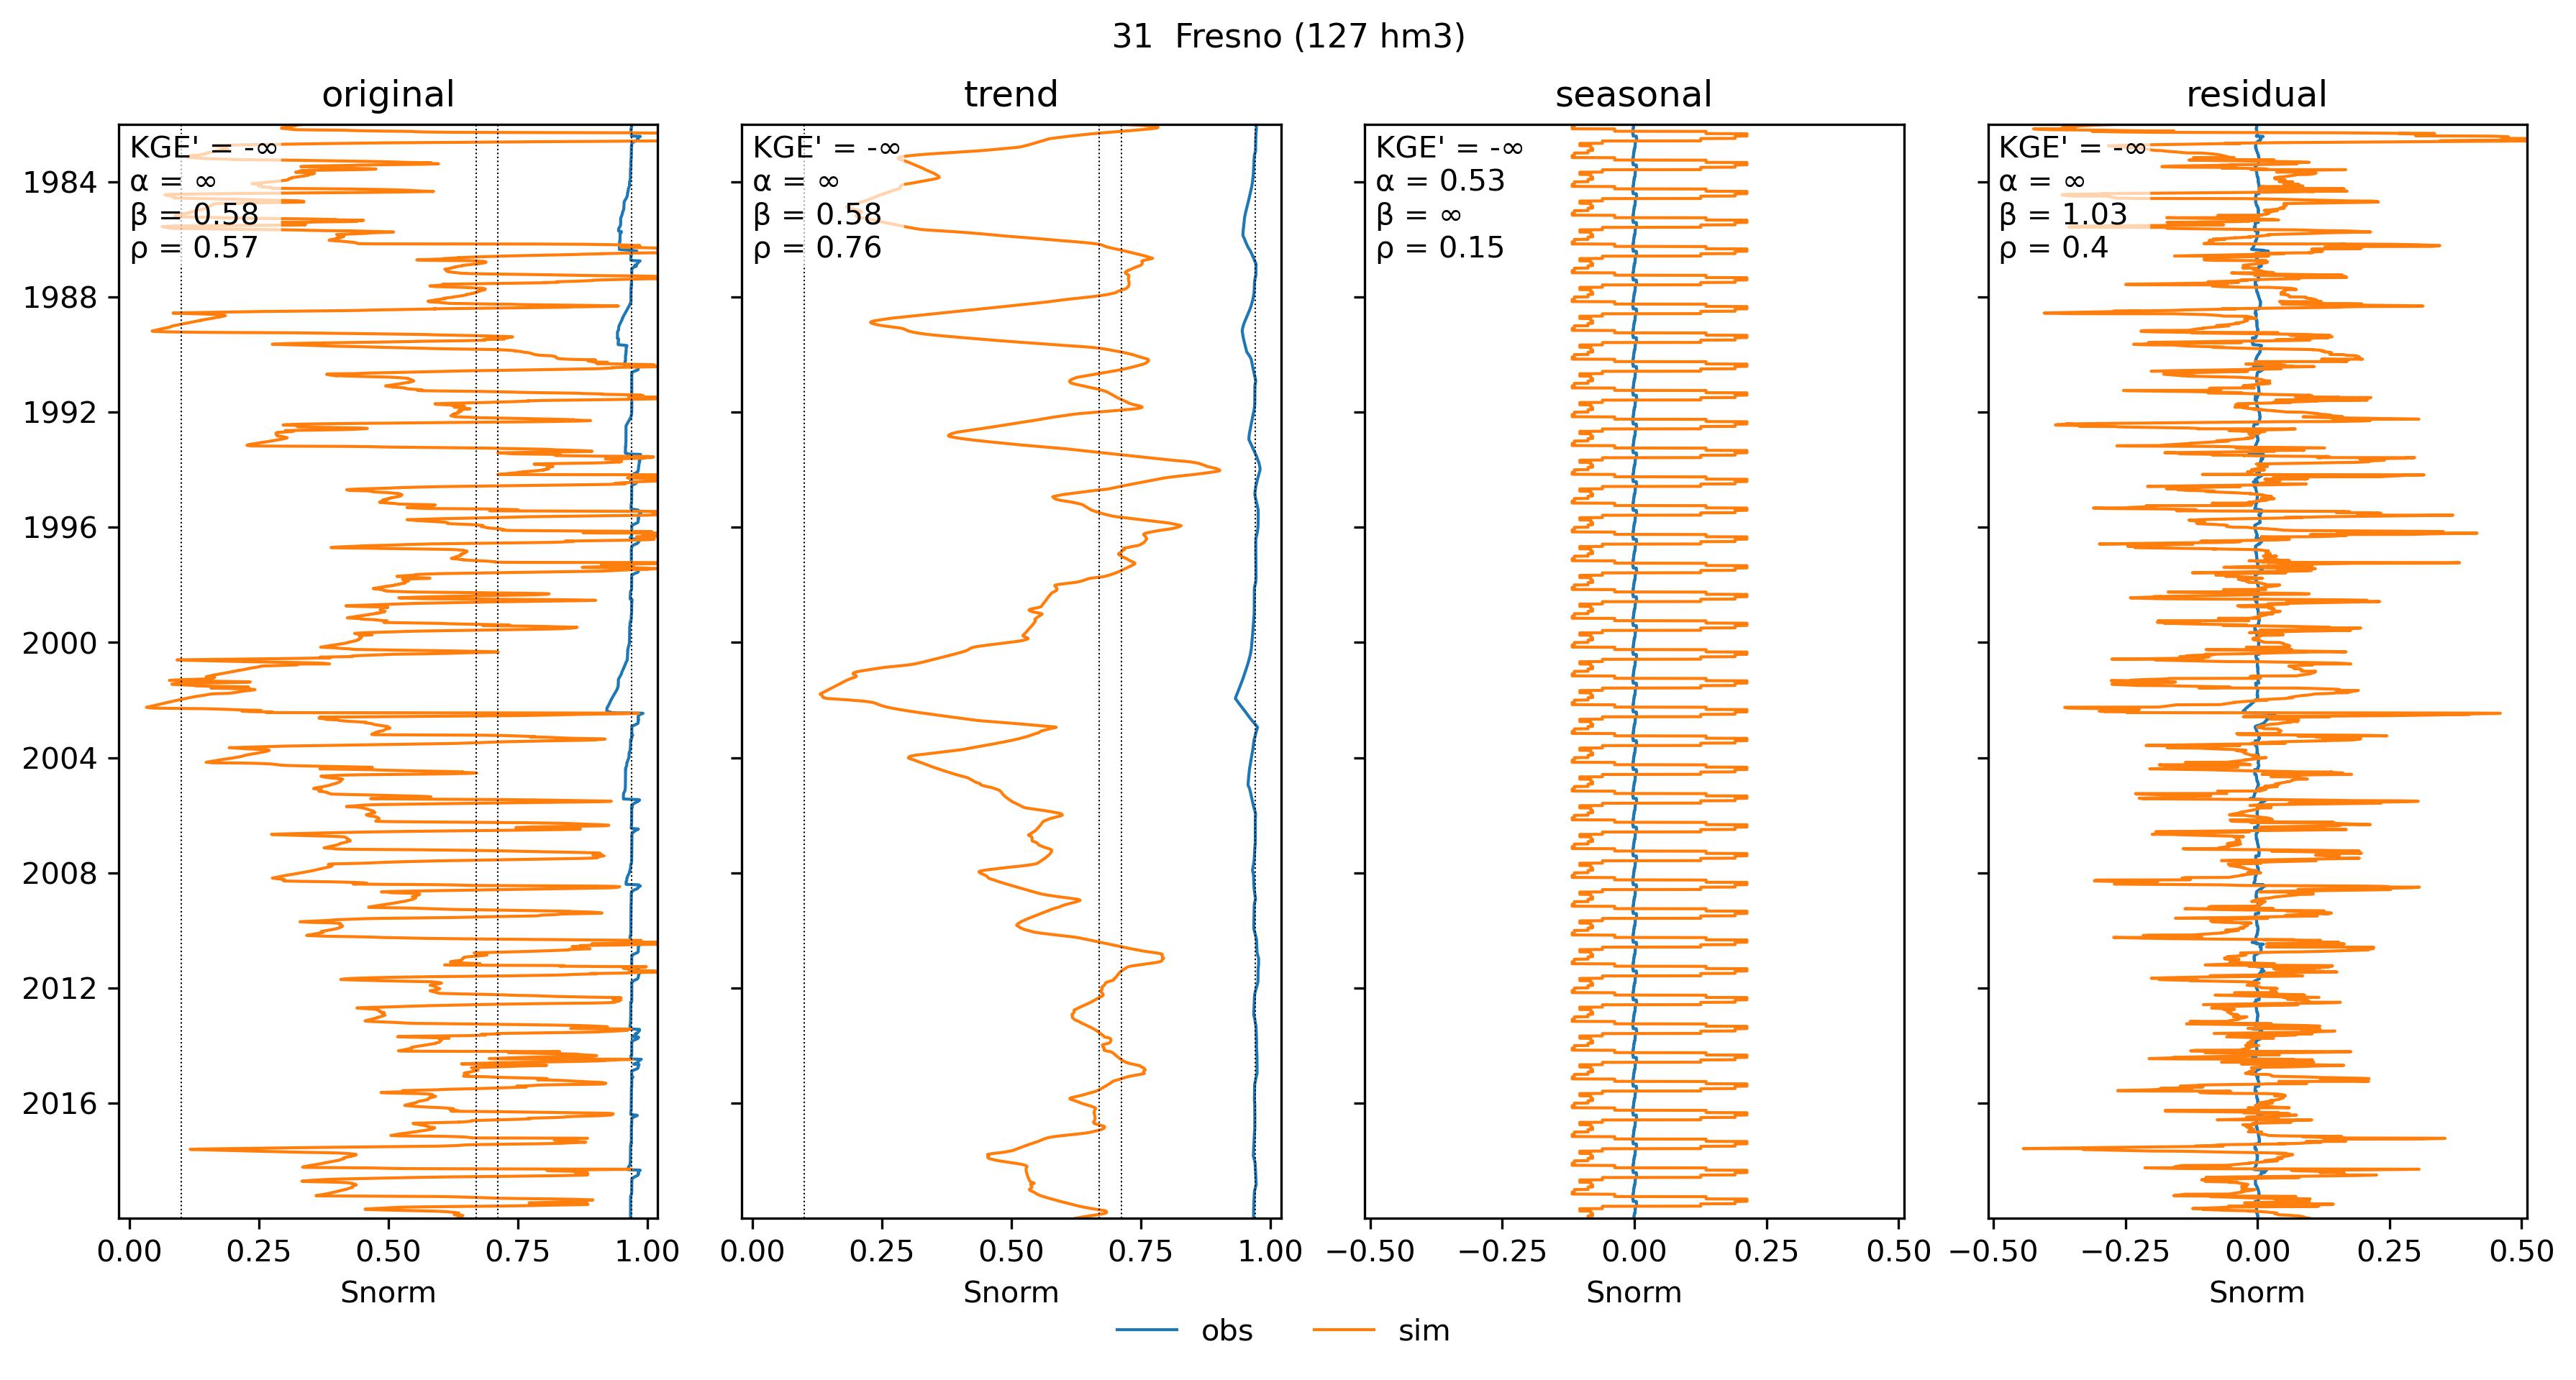 31  Fresno (127 hm3)
original
trend
seasonal
residual
KGE' = -∞
α = ∞
β = 0.58
ρ = 0.57
KGE' = -∞
α = ∞
β = 0.58
ρ = 0.76
KGE' = -∞
α = 0.53
β = ∞
ρ = 0.15
KGE' = -∞
α = ∞
β = 1.03
ρ = 0.4
1984
1988
1992
1996
2000
2004
2008
2012
2016
0.00 0.25 0.50 0.75 1.00
0.00 0.25 0.50 0.75 1.00
−0.50 −0.25 0.00 0.25 0.50
−0.50 −0.25 0.00 0.25 0.50
Snorm
Snorm
Snorm
Snorm
obs
sim